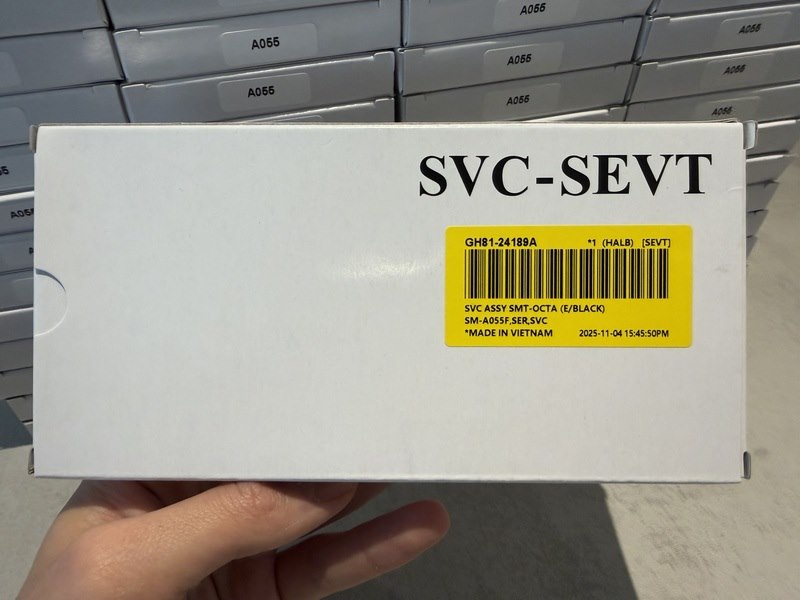 A055
A055
A055
A055
A055
A055
A055
A055
SVC-SEVT
GH81-24189A *1 (HALB) [SEVT]
SVC ASSY SMT-OCTA (E/BLACK)
SM-A055F,SER,SVC
*MADE IN VIETNAM 2025-11-04 15:45:50PM